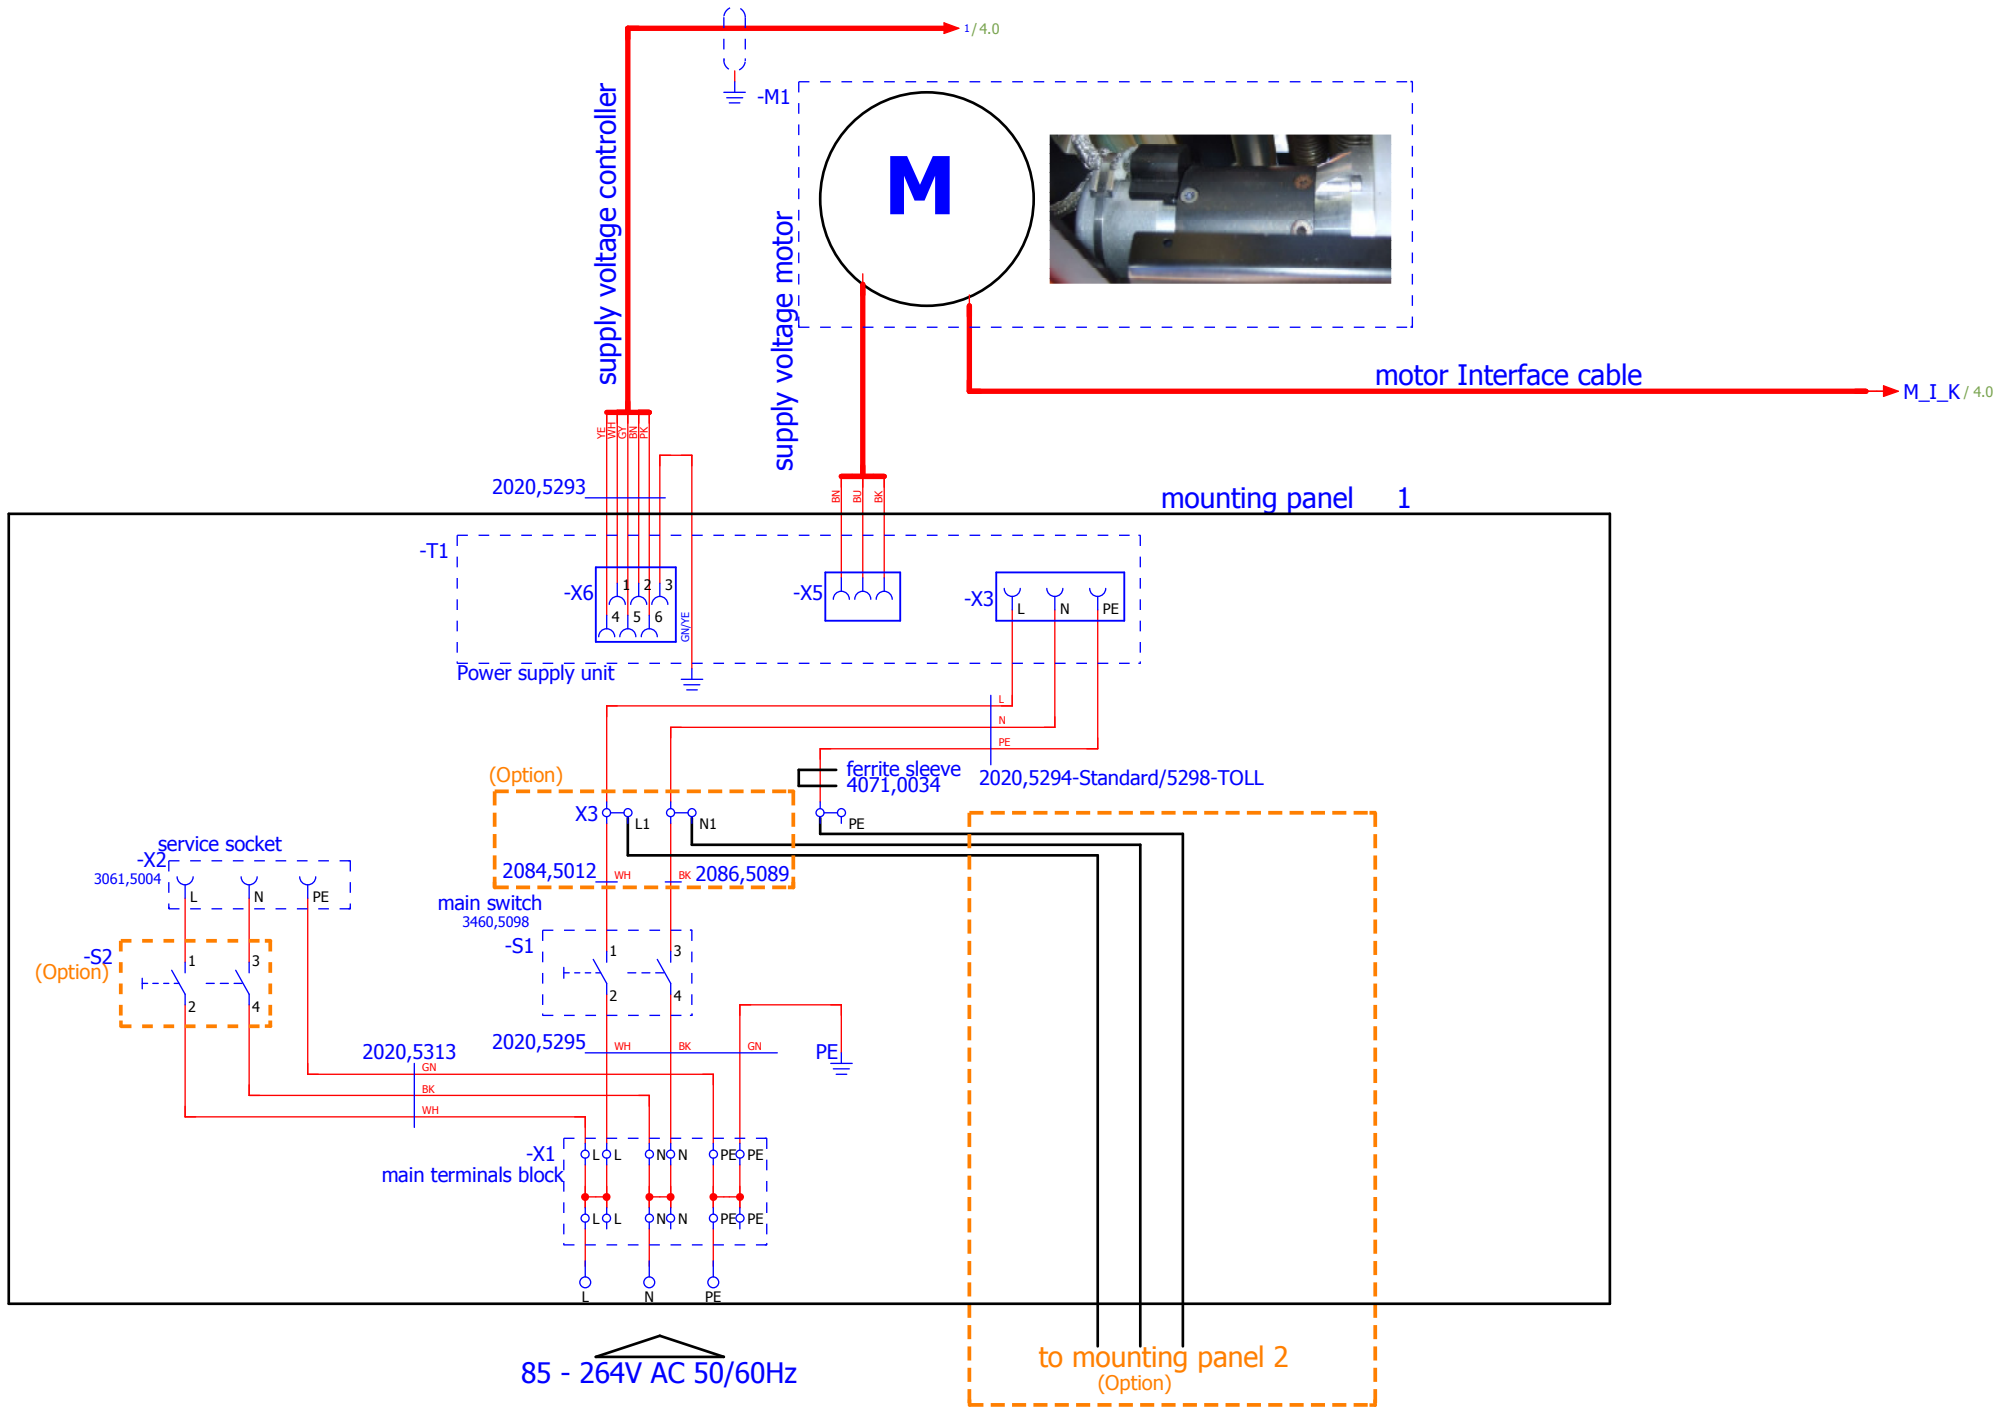 1 / 4.0
-M1
M
supply voltage controller
supply voltage motor
motor Interface cable
M_I_K / 4.0
YE
WH
GY
BN
PK
2020,5293
BN
BU
BK
mounting panel 1
-T1
-X6
1 2 3
4 5 6
GN/YE
-X5
-X3
L N PE
Power supply unit
L
N
PE
2020,5294-Standard/5298-TOLL
ferrite sleeve
4071,0034
(Option)
X3
L1
N1
PE
2084,5012
WH
BK
2086,5089
service socket
-X2
3061,5004
L N PE
main switch
3460,5098
-S1
1 3
2 4
-S2
(Option)
1 3
2 4
2020,5295
WH BK GN
PE
2020,5313
GN
BK
WH
-X1
main terminals block
L L N N PE PE
L L N N PE PE
L N PE
85 - 264V AC 50/60Hz
to mounting panel 2
(Option)